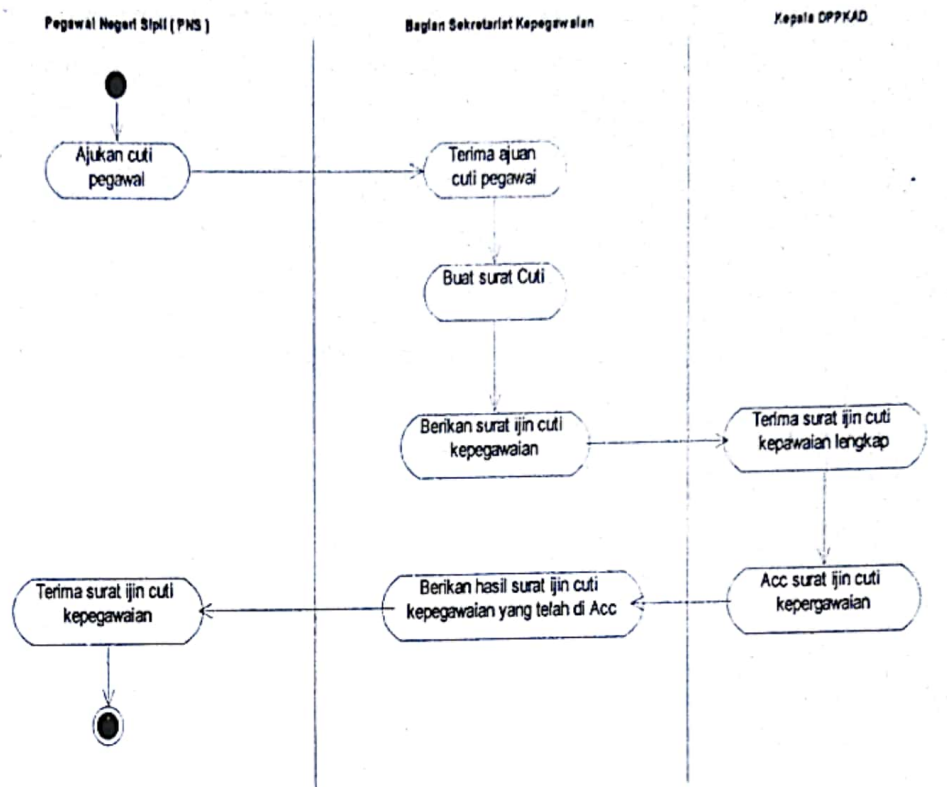 Pegawai Negeri Sipil ( PNS )
Bagian Sekretariat Kepegawaian
Kepala DPPKAD
Ajukan cuti
pegawai
Terima ajuan
cuti pegawai
Buat surat Cuti
Berikan surat ijin cuti
kepegawaian
Terima surat ijin cuti
kepawaian lengkap
Acc surat ijin cuti
kepergawaian
Berikan hasil surat ijin cuti
kepegawaian yang telah di Acc
Terima surat ijin cuti
kepegawaian